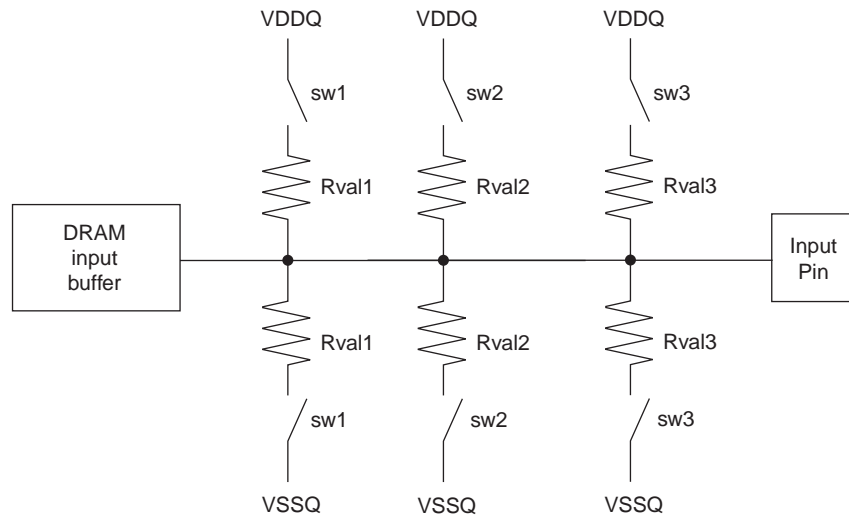 VDDQ VDDQ VDDQ
sw1 sw2 sw3
Rval1 Rval2 Rval3
DRAM
input
buffer
Input
Pin
Rval1 Rval2 Rval3
sw1 sw2 sw3
VSSQ VSSQ VSSQ